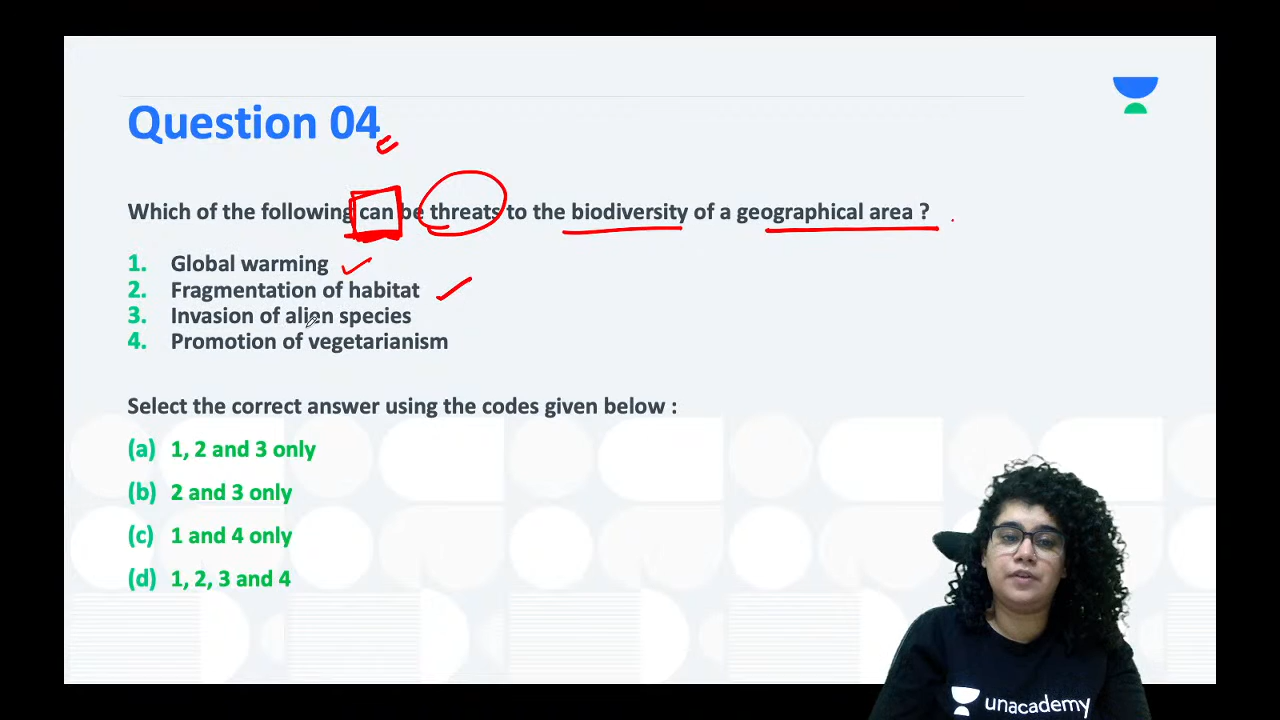 Question 04
Which of the following can be threats to the biodiversity of a geographical area ?
1. Global warming
2. Fragmentation of habitat
3. Invasion of alien species
4. Promotion of vegetarianism
Select the correct answer using the codes given below :
(a) 1, 2 and 3 only
(b) 2 and 3 only
(c) 1 and 4 only
(d) 1, 2, 3 and 4
unacademy